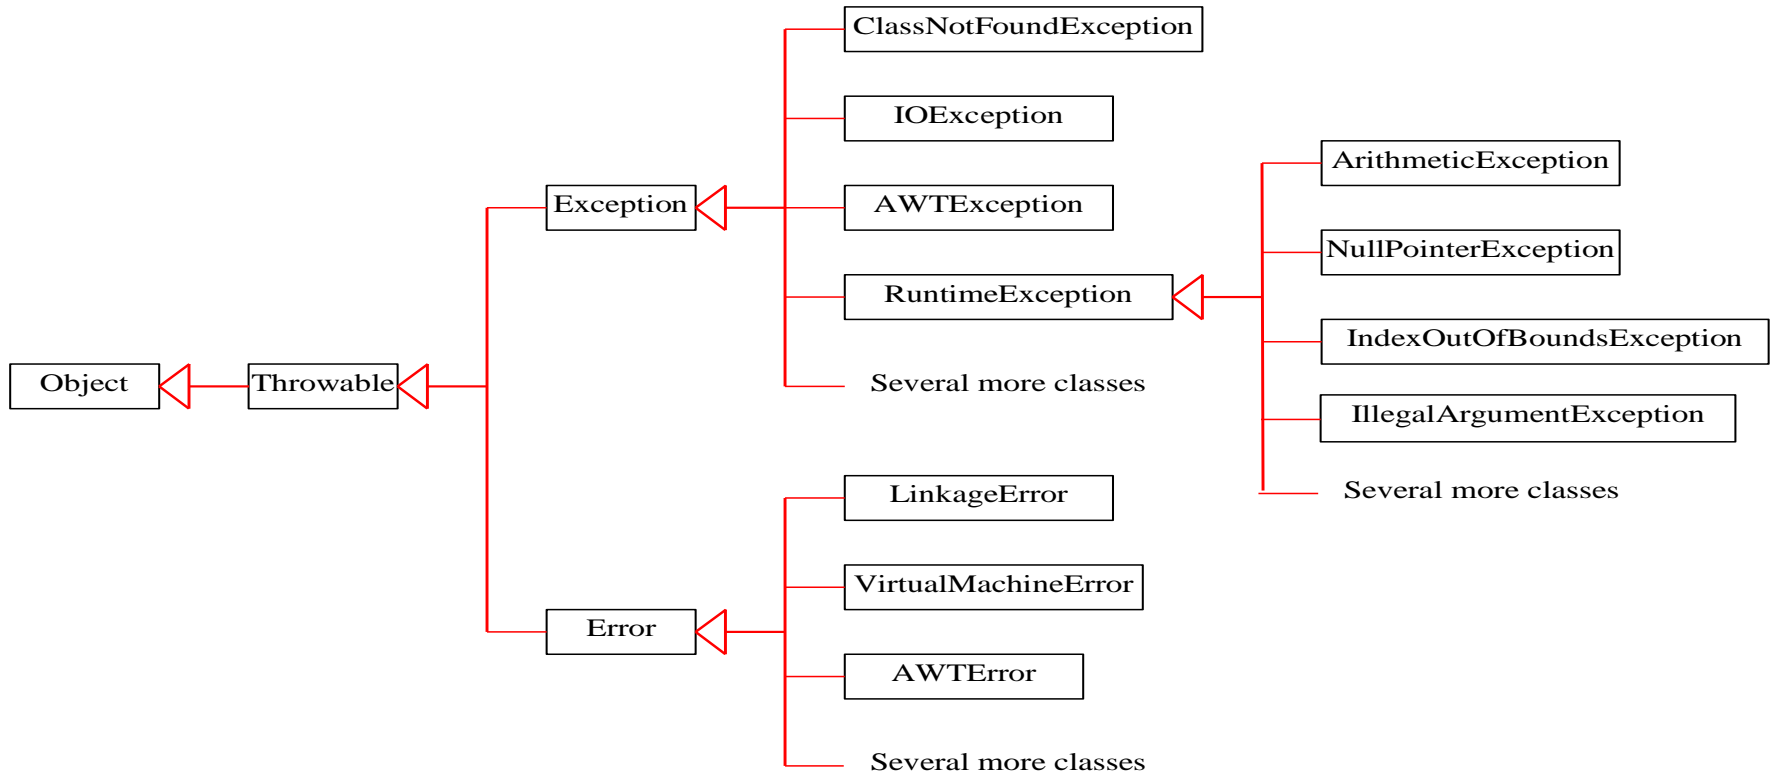 ClassNotFoundException
IOException
ArithmeticException
Exception
AWTException
NullPointerException
RuntimeException
IndexOutOfBoundsException
Object
Throwable
Several more classes
IllegalArgumentException
LinkageError
Several more classes
VirtualMachineError
Error
AWTError
Several more classes